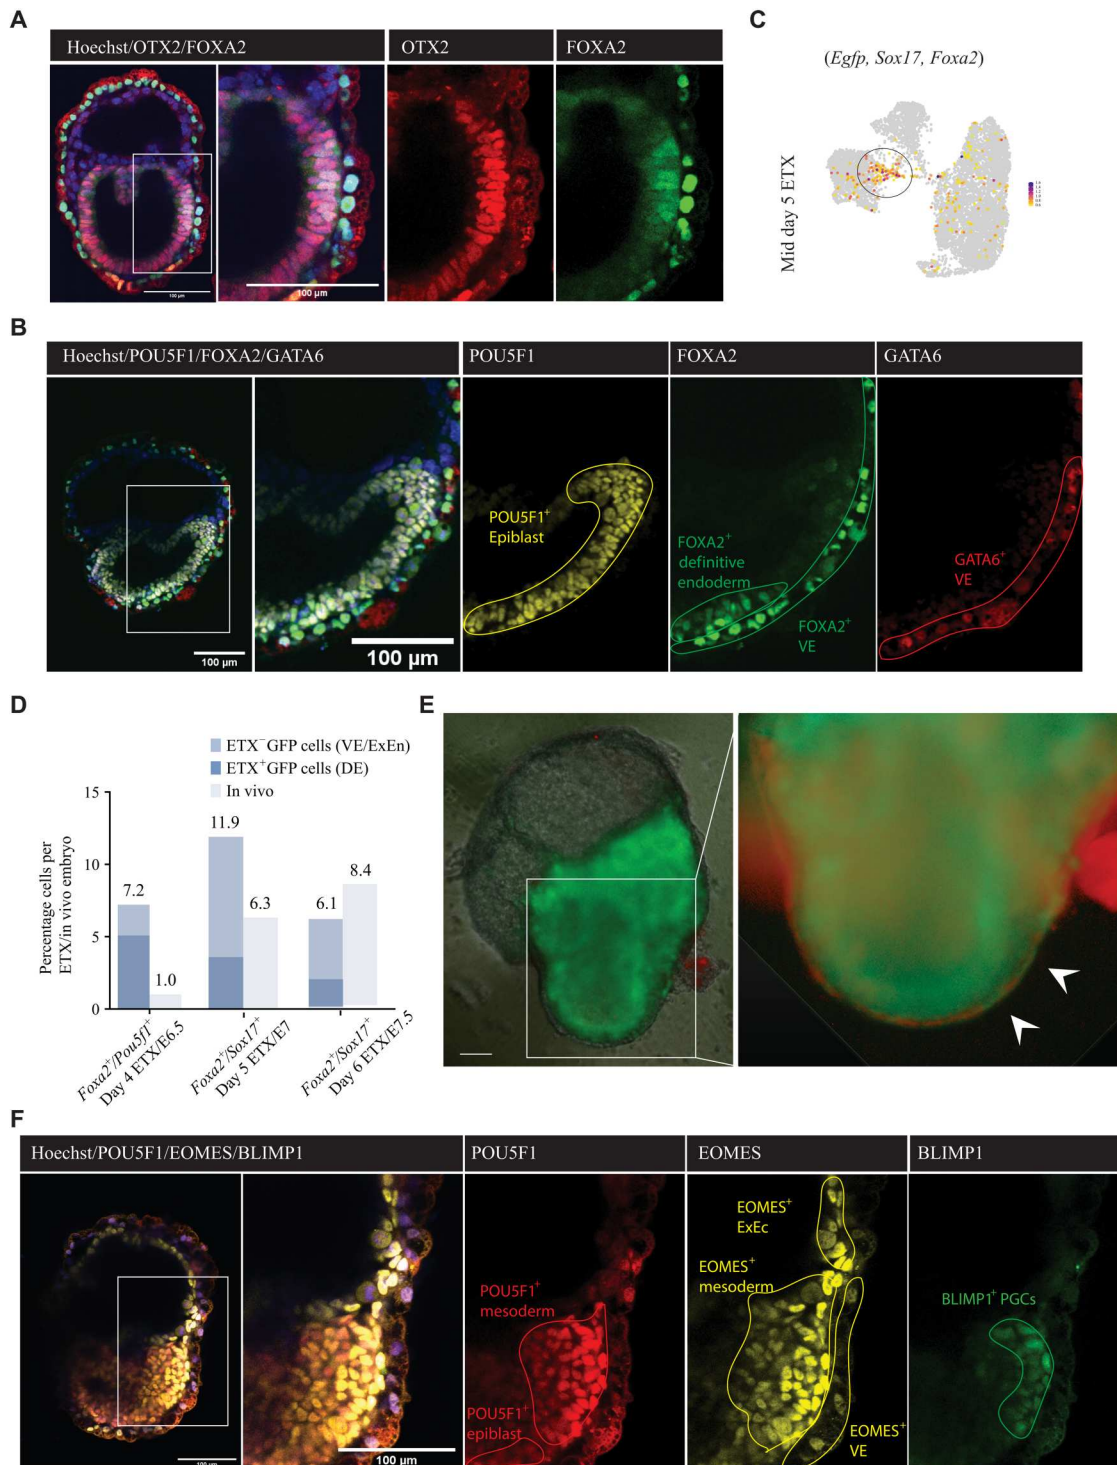 A
Hoechst/OTX2/FOXA2
OTX2
FOXA2
100 µm
100 µm
C
(Egfp, Sox17, Foxa2)
Mid day 5 ETX
B
Hoechst/POU5F1/FOXA2/GATA6
POU5F1
FOXA2
GATA6
100 µm
100 µm
POU5F1+
Epiblast
FOXA2+
definitive
endoderm
FOXA2+
VE
GATA6+
VE
D
ETX−GFP cells (VE/ExEn)
ETX+GFP cells (DE)
In vivo
Percentage cells per
ETX/in vivo embryo
15
10
5
0
7.2
1.0
11.9
6.3
6.1
8.4
Foxa2+/Pou5f1+
Day 4 ETX/E6.5
Foxa2+/Sox17+
Day 5 ETX/E7
Foxa2+/Sox17+
Day 6 ETX/E7.5
E
F
Hoechst/POU5F1/EOMES/BLIMP1
POU5F1
EOMES
BLIMP1
100 µm
100 µm
POU5F1+
mesoderm
POU5F1+
epiblast
EOMES+
ExEc
EOMES+
mesoderm
EOMES+
VE
BLIMP1+ PGCs